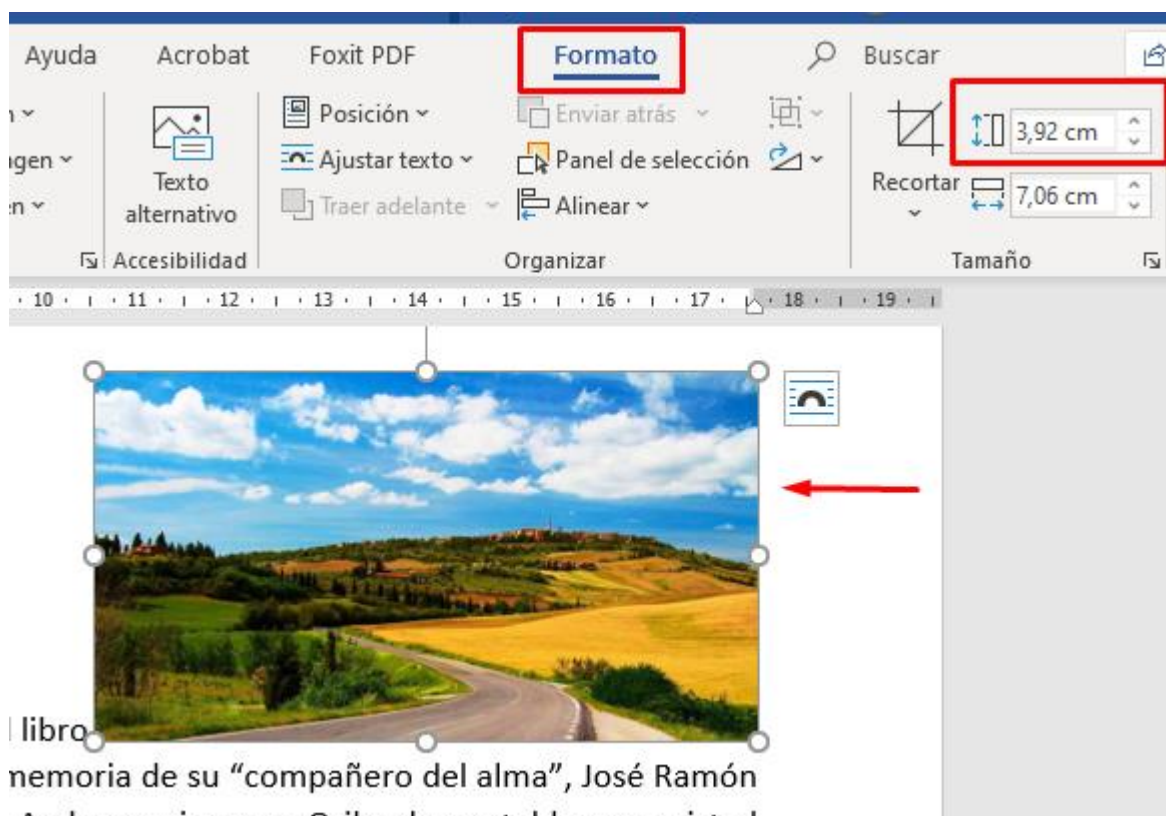 Ayuda Acrobat Foxit PDF Formato Buscar
Posición Enviar atrás 3,92 cm
Ajustar texto Panel de selección
Texto alternativo
Recortar
Traer adelante Alinear 7,06 cm
Accesibilidad Organizar Tamaño
10 11 12 13 14 15 16 17 18 19
libro
memoria de su “compañero del alma”, José Ramón